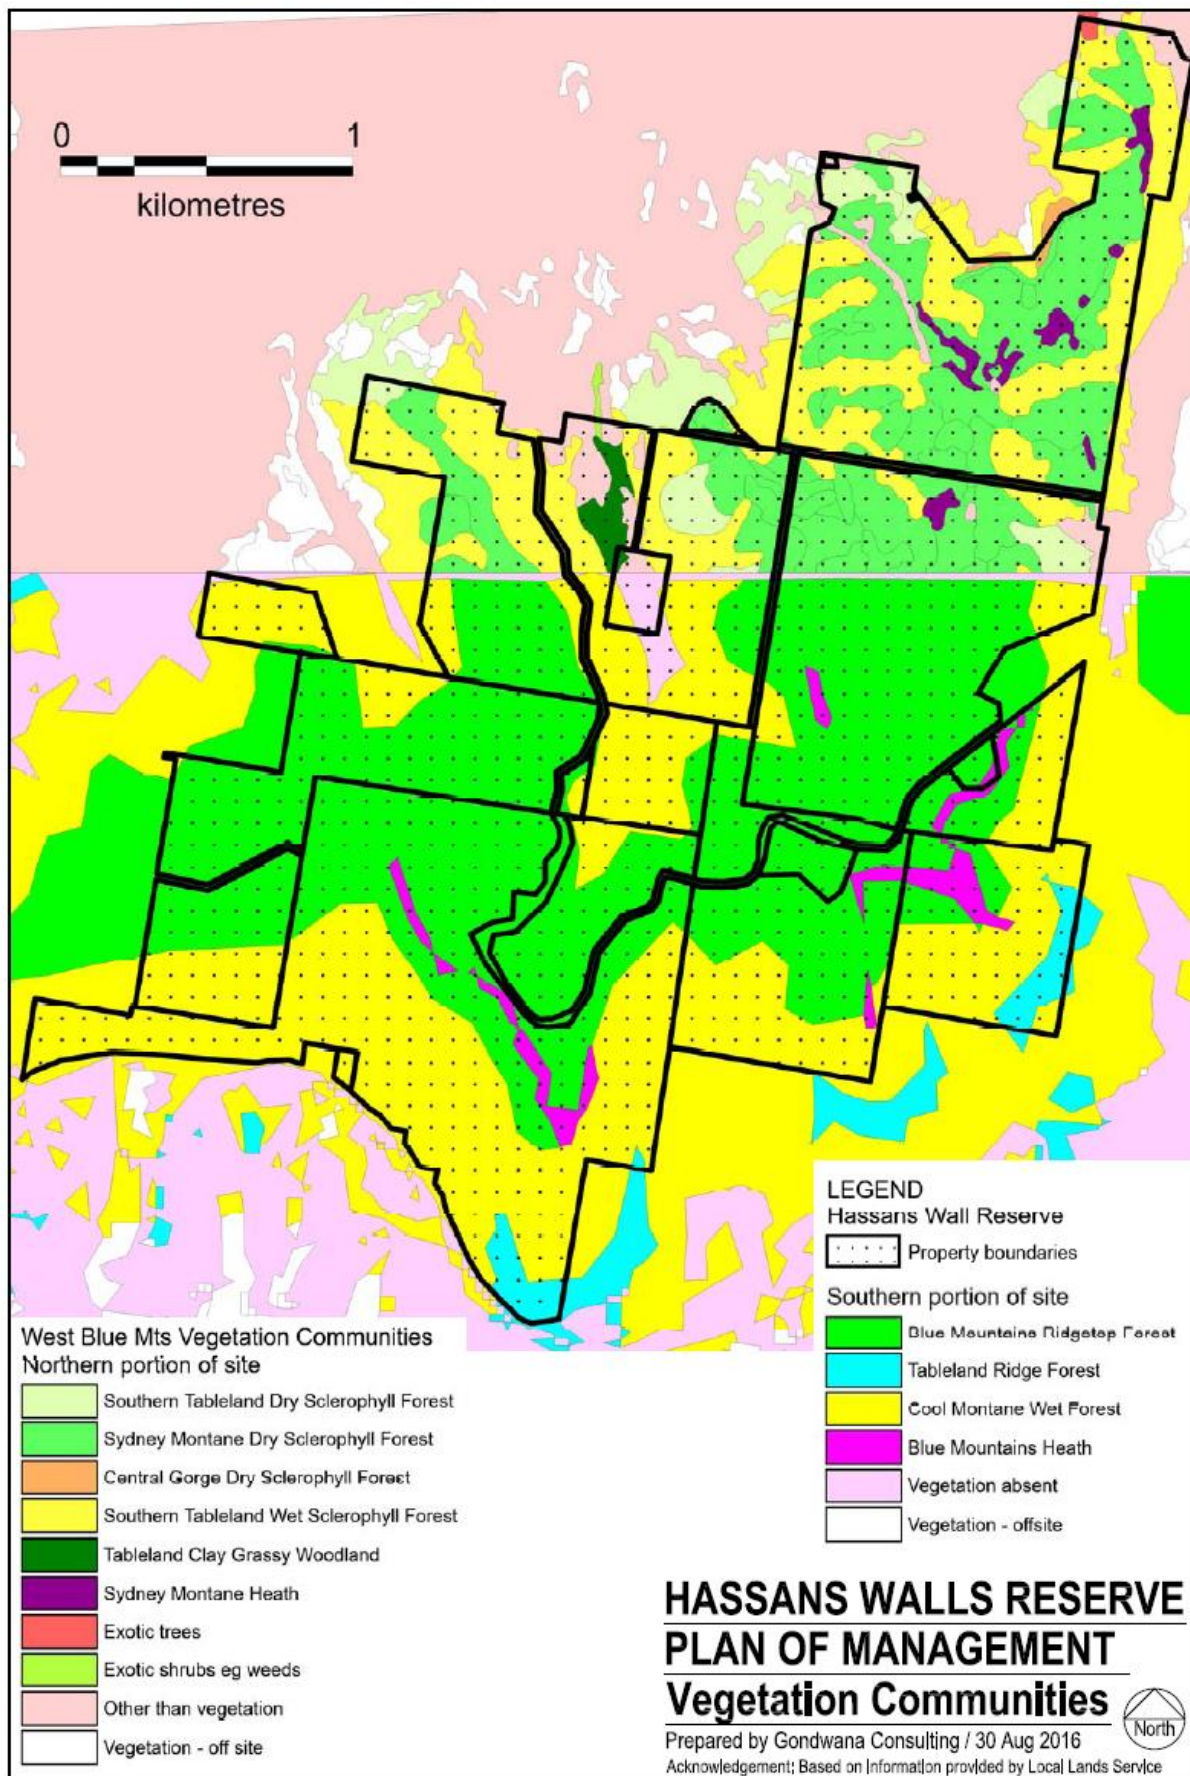 0 1
kilometres
LEGEND
Hassans Wall Reserve
Property boundaries
Southern portion of site
Blue Mountains Ridgetop Forest
Tableland Ridge Forest
Cool Montane Wet Forest
Blue Mountains Heath
Vegetation absent
Vegetation - offsite
West Blue Mts Vegetation Communities
Northern portion of site
Southern Tableland Dry Sclerophyll Forest
Sydney Montane Dry Sclerophyll Forest
Central Gorge Dry Sclerophyll Forest
Southern Tableland Wet Sclerophyll Forest
Tableland Clay Grassy Woodland
Sydney Montane Heath
Exotic trees
Exotic shrubs eg weeds
Other than vegetation
Vegetation - off site
HASSANS WALLS RESERVE
PLAN OF MANAGEMENT
Vegetation Communities
North
Prepared by Gondwana Consulting / 30 Aug 2016
Acknowledgement; Based on Information provided by Local Lands Service